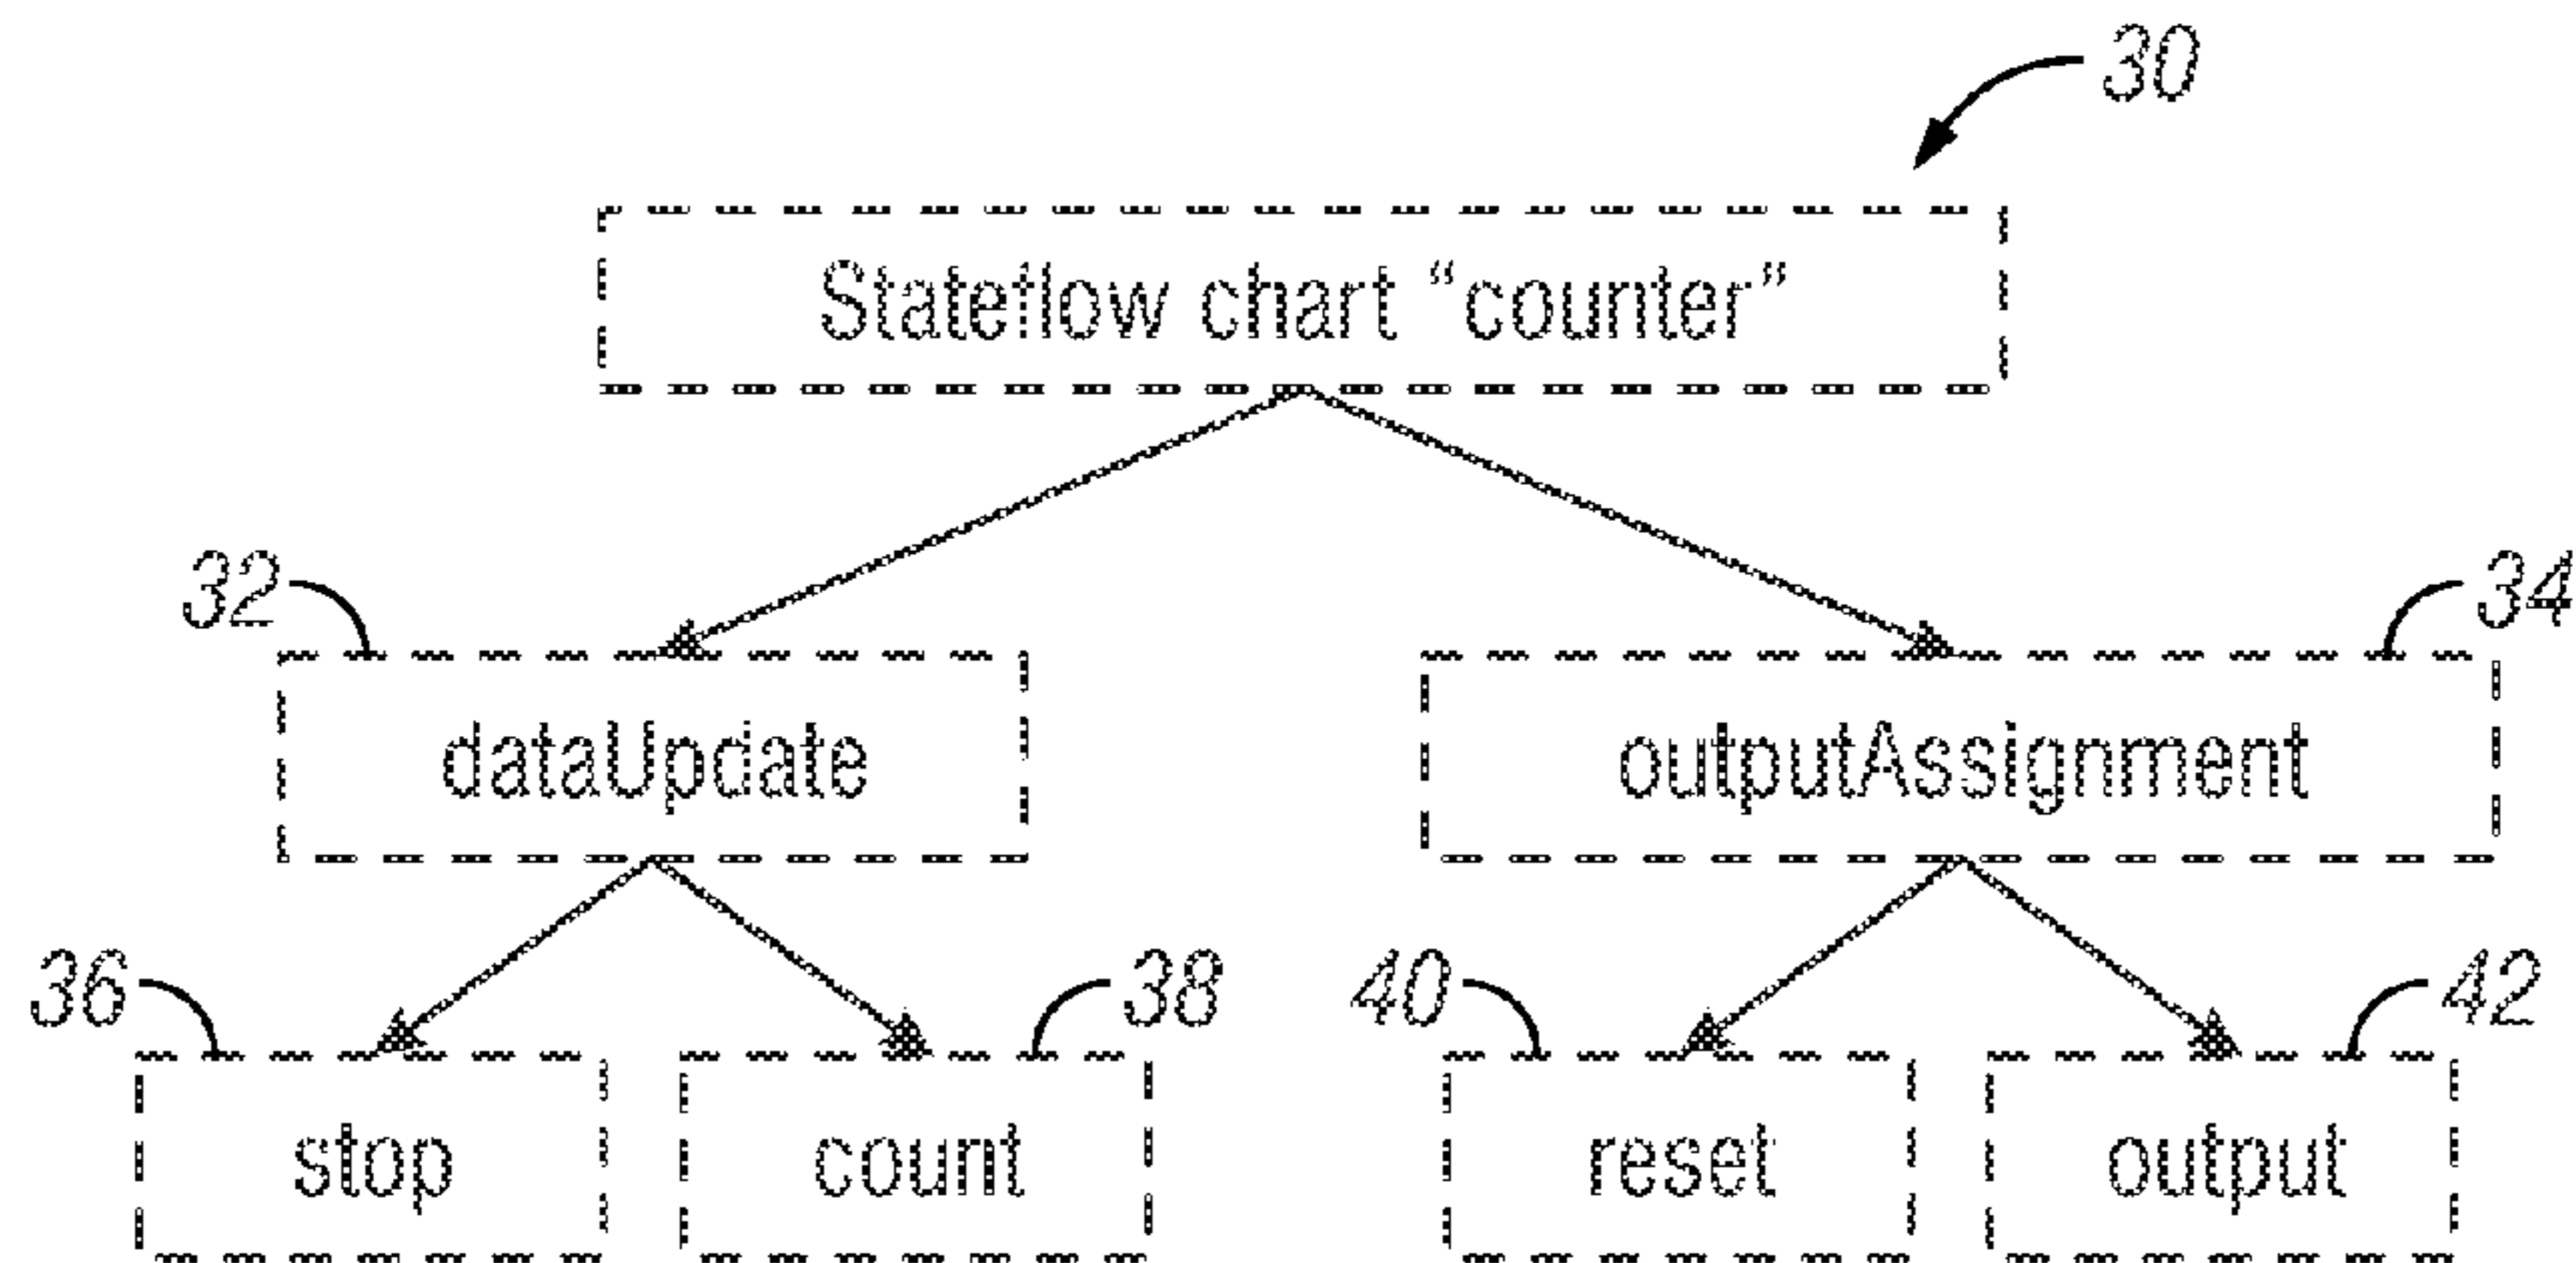 30
Stateflow chart “counter”
32
34
dataUpdate
outputAssignment
36
38
40
42
stop
count
reset
output